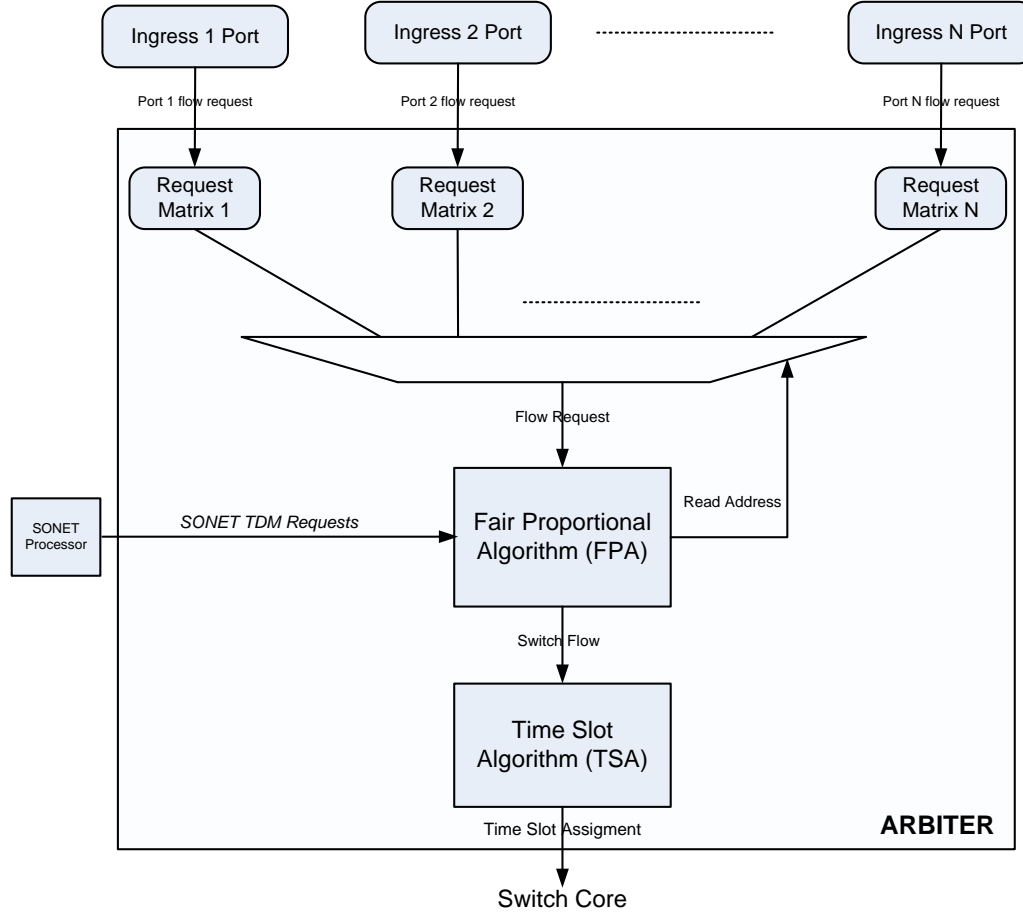 Ingress 1 Port
Ingress 2 Port
Ingress N Port
Port 1 flow request
Port 2 flow request
Port N flow request
Request
Matrix 1
Request
Matrix 2
Request
Matrix N
Flow Request
Read Address
SONET
Processor
SONET TDM Requests
Fair Proportional
Algorithm (FPA)
Switch Flow
Time Slot
Algorithm (TSA)
Time Slot Assigment
ARBITER
Switch Core